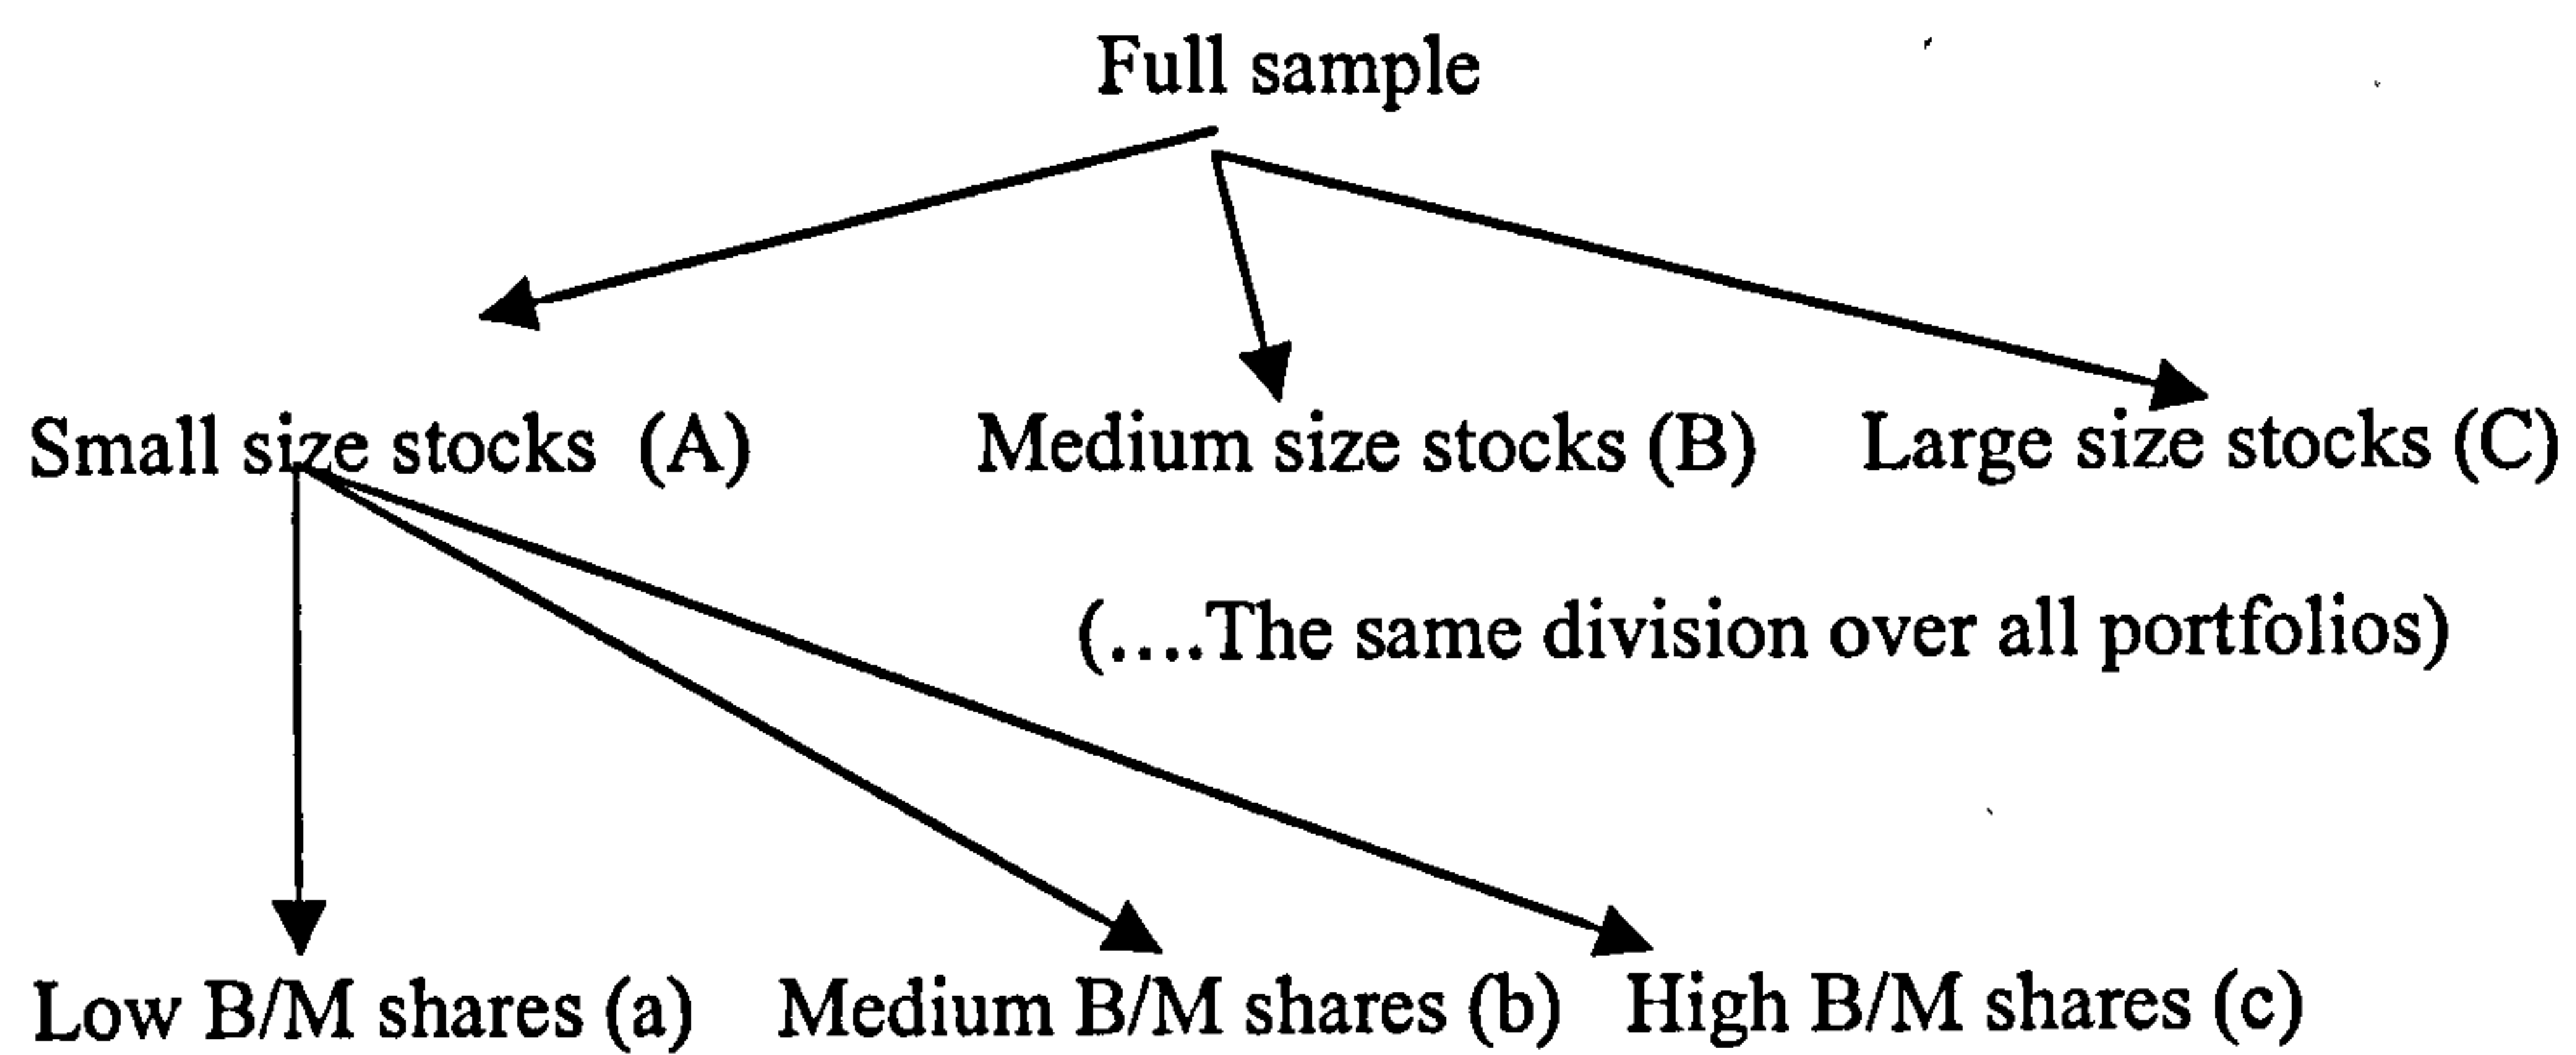 Full sample
Small size stocks (A) Medium size stocks (B) Large size stocks (C)
(....The same division over all portfolios)
Low B/M shares (a) Medium B/M shares (b) High B/M shares (c)